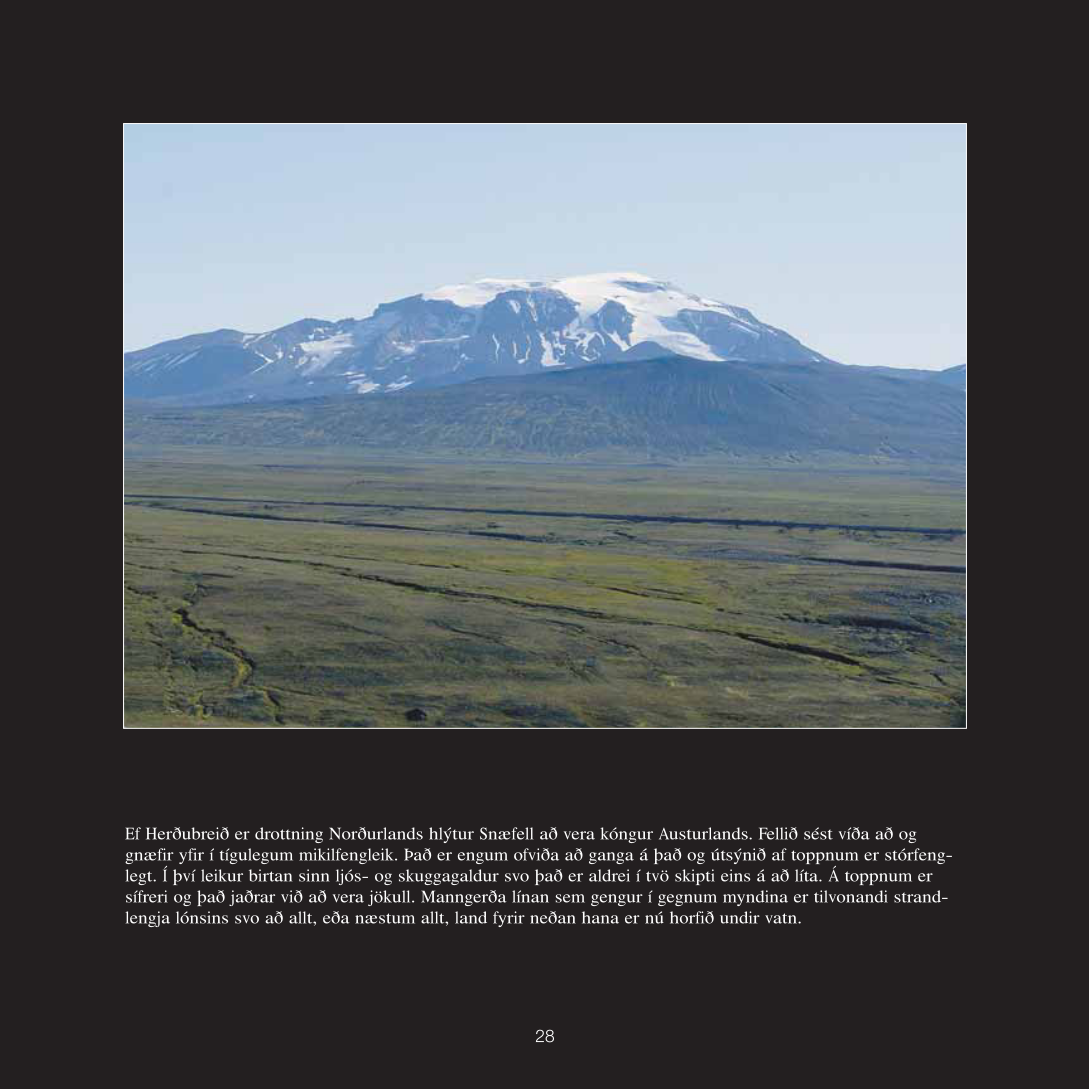 Ef Herðubreið er drottning Norðurlands hlýtur Snæfell að vera kóngur Austurlands. Fellið sést víða að og
gnæfir yfir í tígulegum mikilfengleik. Það er engum ofviða að ganga á það og útsýnið af toppnum er stórfeng-
legt. Í því leikur birtan sinn ljós- og skuggagaldur svo það er aldrei í tvö skipti eins á að líta. Á toppnum er
sífreri og það jaðrar við að vera jökull. Manngerða línan sem gengur í gegnum myndina er tilvonandi strand-
lengja lónsins svo að allt, eða næstum allt, land fyrir neðan hana er nú horfið undir vatn.
28